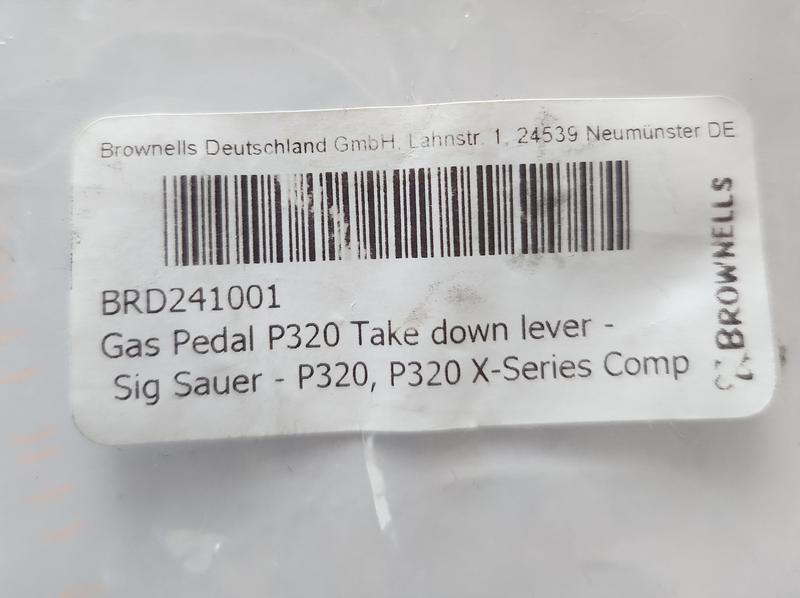 Brownells Deutschland GmbH, Lahnstr. 1, 24539 Neumünster DE
BRD241001
Gas Pedal P320 Take down lever -
Sig Sauer - P320, P320 X-Series Comp
BROWNELLS